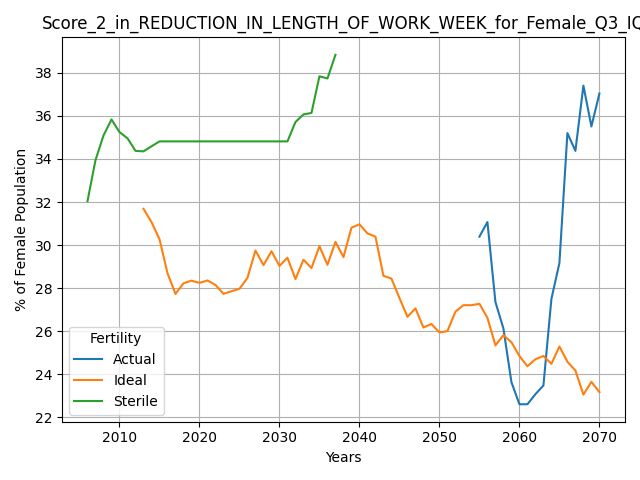 Score_2_in_REDUCTION_IN_LENGTH_OF_WORK_WEEK_for_Female_Q3_IQ
% of Female Population
38
36
34
32
30
28
26
24
22
Fertility
Actual
Ideal
Sterile
2010 2020 2030 2040 2050 2060 2070
Years